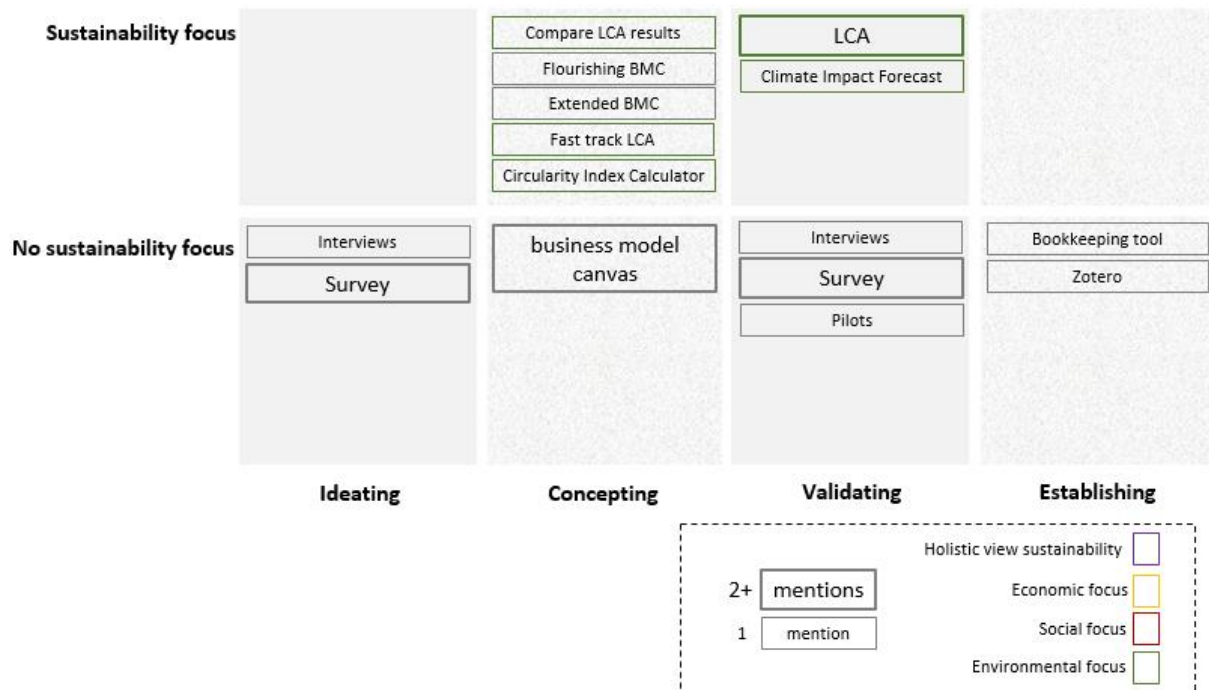 Sustainability focus
Compare LCA results
Flourishing BMC
Extended BMC
Fast track LCA
Circularity Index Calculator
LCA
Climate Impact Forecast
No sustainability focus
Interviews
Survey
business model
canvas
Interviews
Survey
Pilots
Bookkeeping tool
Zotero
Ideating
Concepting
Validating
Establishing
2+ mentions
1 mention
Holistic view sustainability
Economic focus
Social focus
Environmental focus